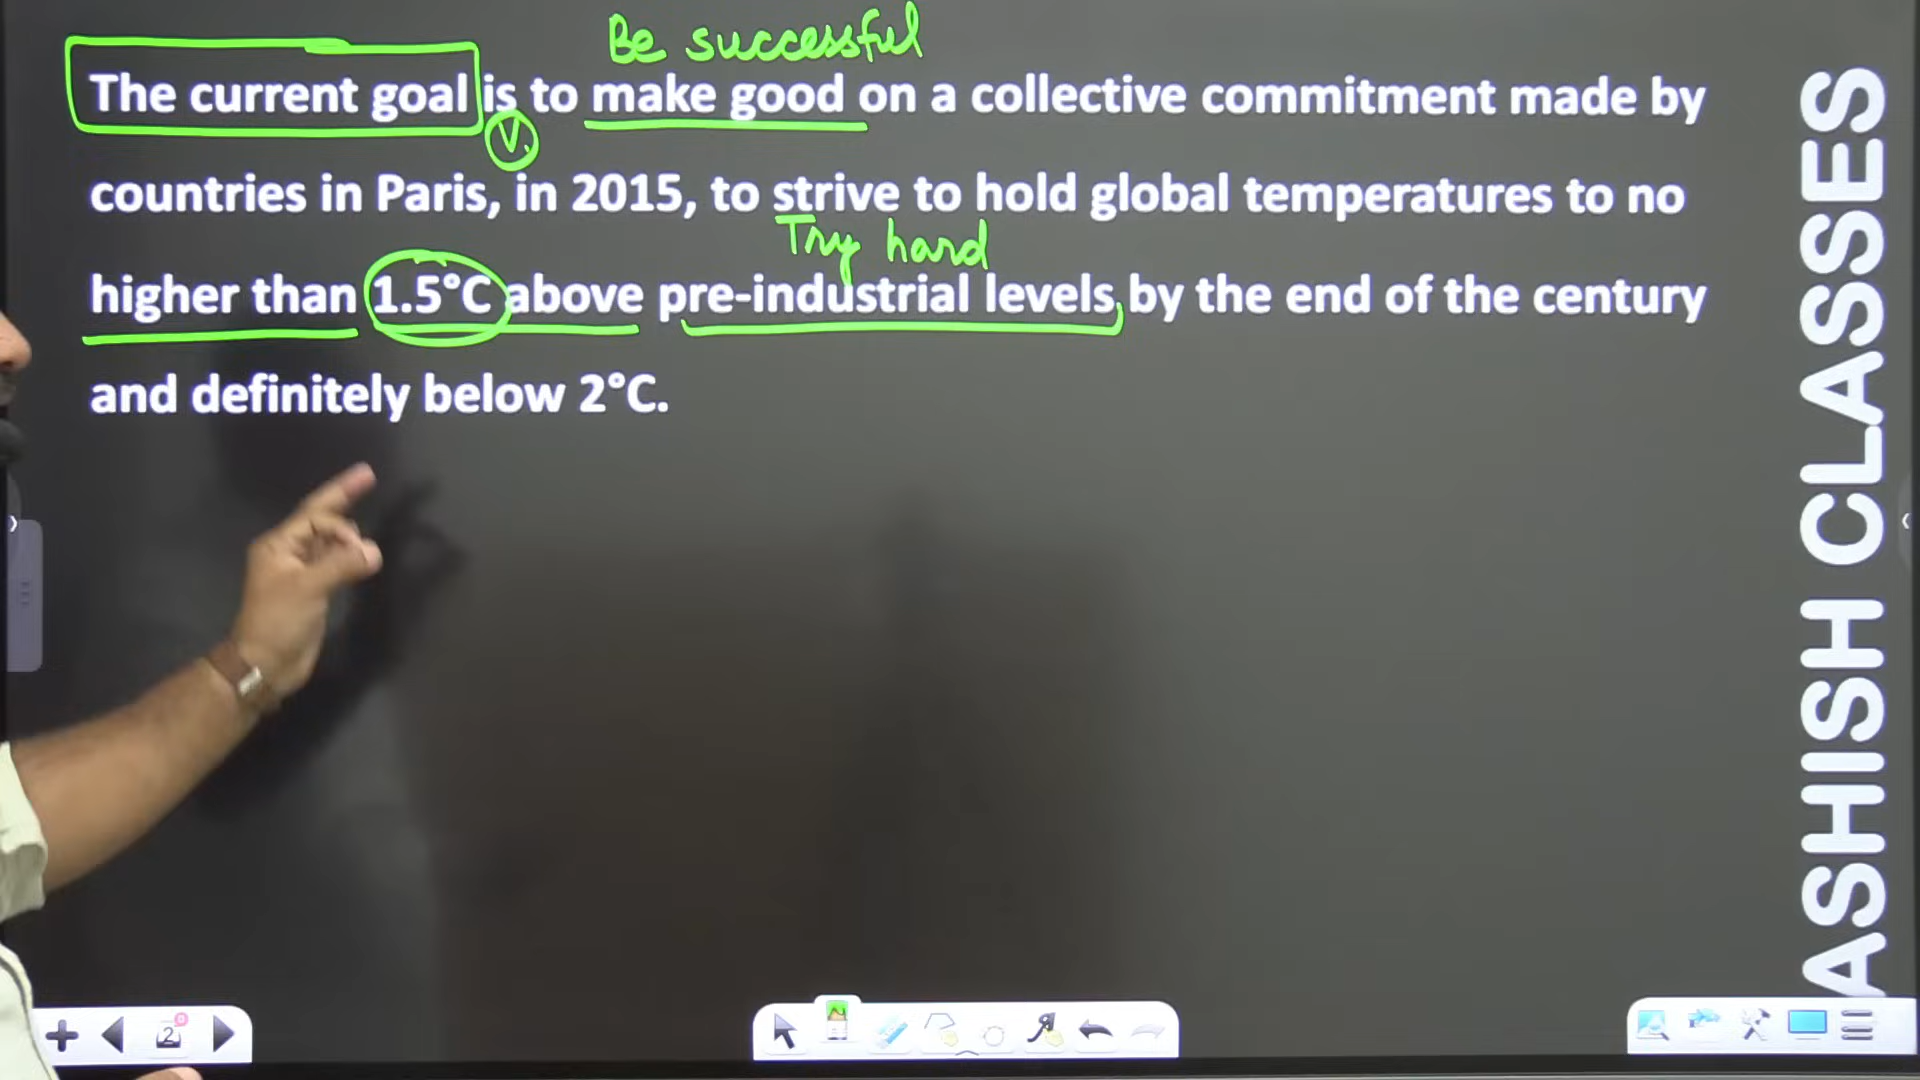 Be successful
The current goal is to make good on a collective commitment made by
V.
countries in Paris, in 2015, to strive to hold global temperatures to no
Try hard
higher than 1.5°C above pre-industrial levels, by the end of the century
and definitely below 2°C.
ASHISH CLASSES
2